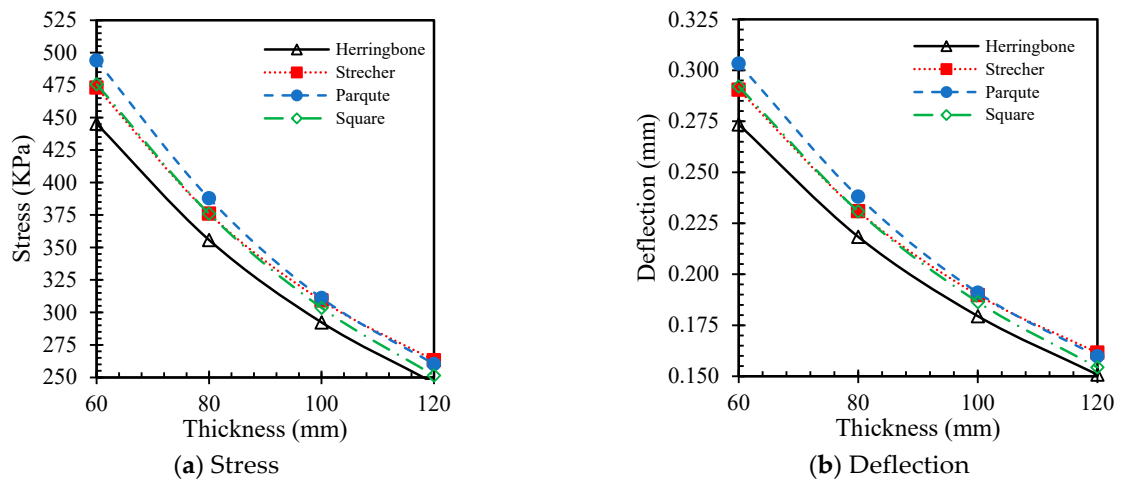 525
500
475
450
425
400
375
350
325
300
275
250
Stress (KPa)
60 80 100 120
Thickness (mm)
Herringbone
Strecher
Parqute
Square
(a) Stress
0.325
0.300
0.275
0.250
0.225
0.200
0.175
0.150
Deflection (mm)
60 80 100 120
Thickness (mm)
Herringbone
Strecher
Parqute
Square
(b) Deflection